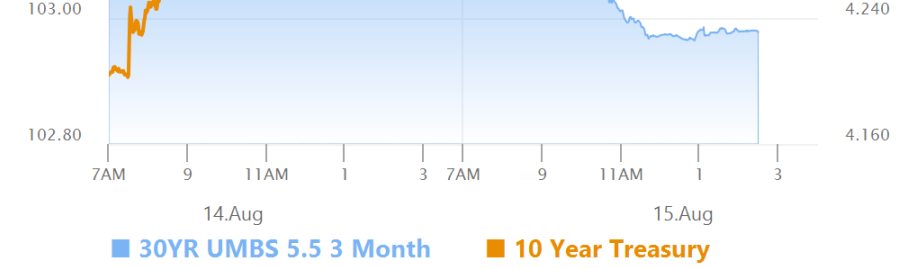 103.00 4.240
102.80 4.160
7AM 9 11AM 1 3 7AM 9 11AM 1 3
14.Aug 15.Aug
30YR UMBS 5.5 3 Month 10 Year Treasury